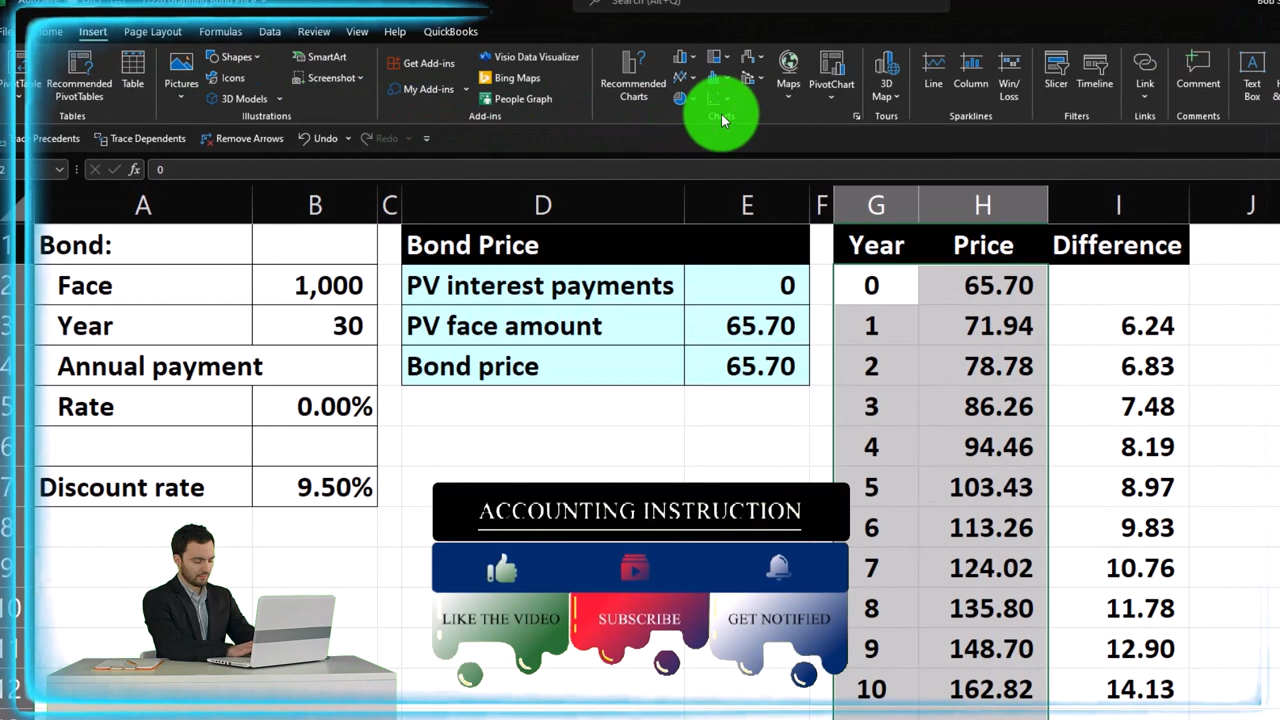 Search (Alt+Q)
Insert Page Layout Formulas Data Review View Help QuickBooks
Recommended PivotTables
Table
Tables
Pictures
Shapes
Icons
3D Models
SmartArt
Screenshot
Illustrations
Get Add-ins
My Add-ins
Visio Data Visualizer
Bing Maps
People Graph
Add-ins
Recommended Charts
Maps
PivotChart
3D Map
Tours
Line
Column
Win/ Loss
Sparklines
Slicer
Timeline
Filters
Link
Links
Comment
Comments
Text Box
Trace Dependents Remove Arrows Undo Redo
fx 0
A B C D E F G H I J
Bond: Bond Price Year Price Difference
Face 1,000 PV interest payments 0 0 65.70
Year 30 PV face amount 65.70 1 71.94 6.24
Annual payment Bond price 65.70 2 78.78 6.83
Rate 0.00% 3 86.26 7.48
4 94.46 8.19
Discount rate 9.50% 5 103.43 8.97
6 113.26 9.83
7 124.02 10.76
8 135.80 11.78
9 148.70 12.90
10 162.82 14.13
ACCOUNTING INSTRUCTION
LIKE THE VIDEO SUBSCRIBE GET NOTIFIED